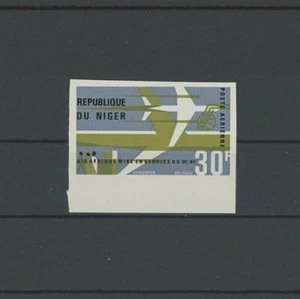 REPUBLIQUE
DU NIGER
POSTE AERIENNE
AIR AFRIQUE MISE EN SERVICE DU DC-8F
30F